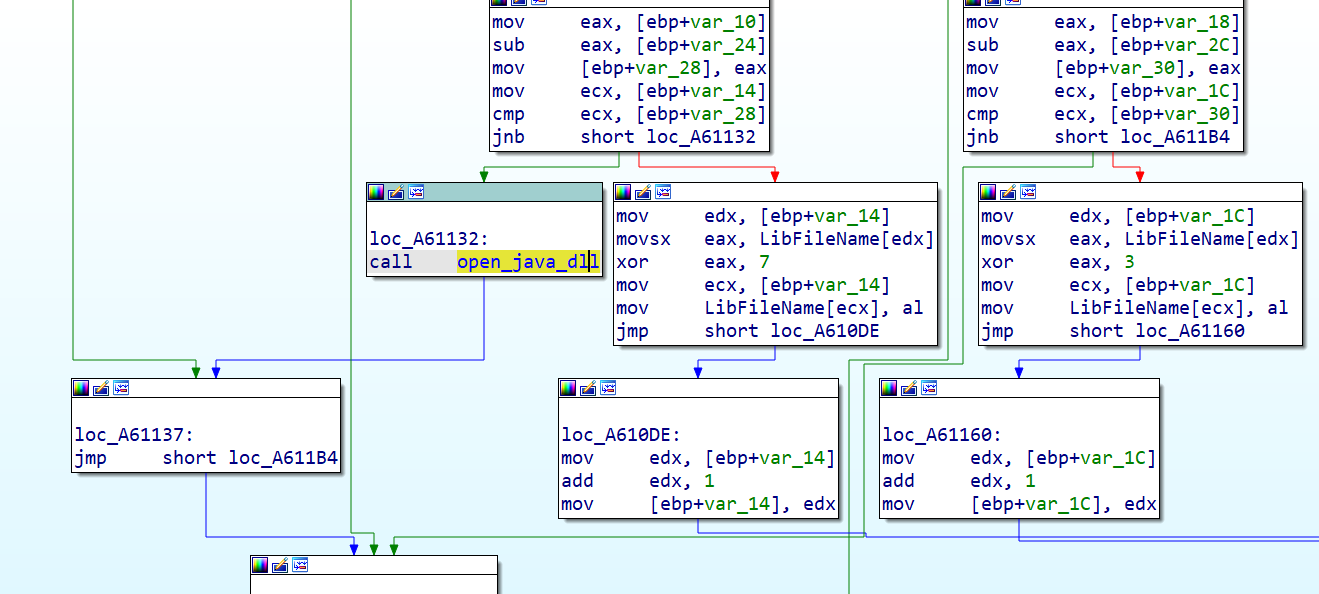 mov eax, [ebp+var_10]
sub eax, [ebp+var_24]
mov [ebp+var_28], eax
mov ecx, [ebp+var_14]
cmp ecx, [ebp+var_28]
jnb short loc_A61132
mov eax, [ebp+var_18]
sub eax, [ebp+var_2C]
mov [ebp+var_30], eax
mov ecx, [ebp+var_1C]
cmp ecx, [ebp+var_30]
jnb short loc_A611B4
loc_A61132:
call open_java_dll
mov edx, [ebp+var_14]
movsx eax, LibFileName[edx]
xor eax, 7
mov ecx, [ebp+var_14]
mov LibFileName[ecx], al
jmp short loc_A610DE
mov edx, [ebp+var_1C]
movsx eax, LibFileName[edx]
xor eax, 3
mov ecx, [ebp+var_1C]
mov LibFileName[ecx], al
jmp short loc_A61160
loc_A61137:
jmp short loc_A611B4
loc_A610DE:
mov edx, [ebp+var_14]
add edx, 1
mov [ebp+var_14], edx
loc_A61160:
mov edx, [ebp+var_1C]
add edx, 1
mov [ebp+var_1C], edx